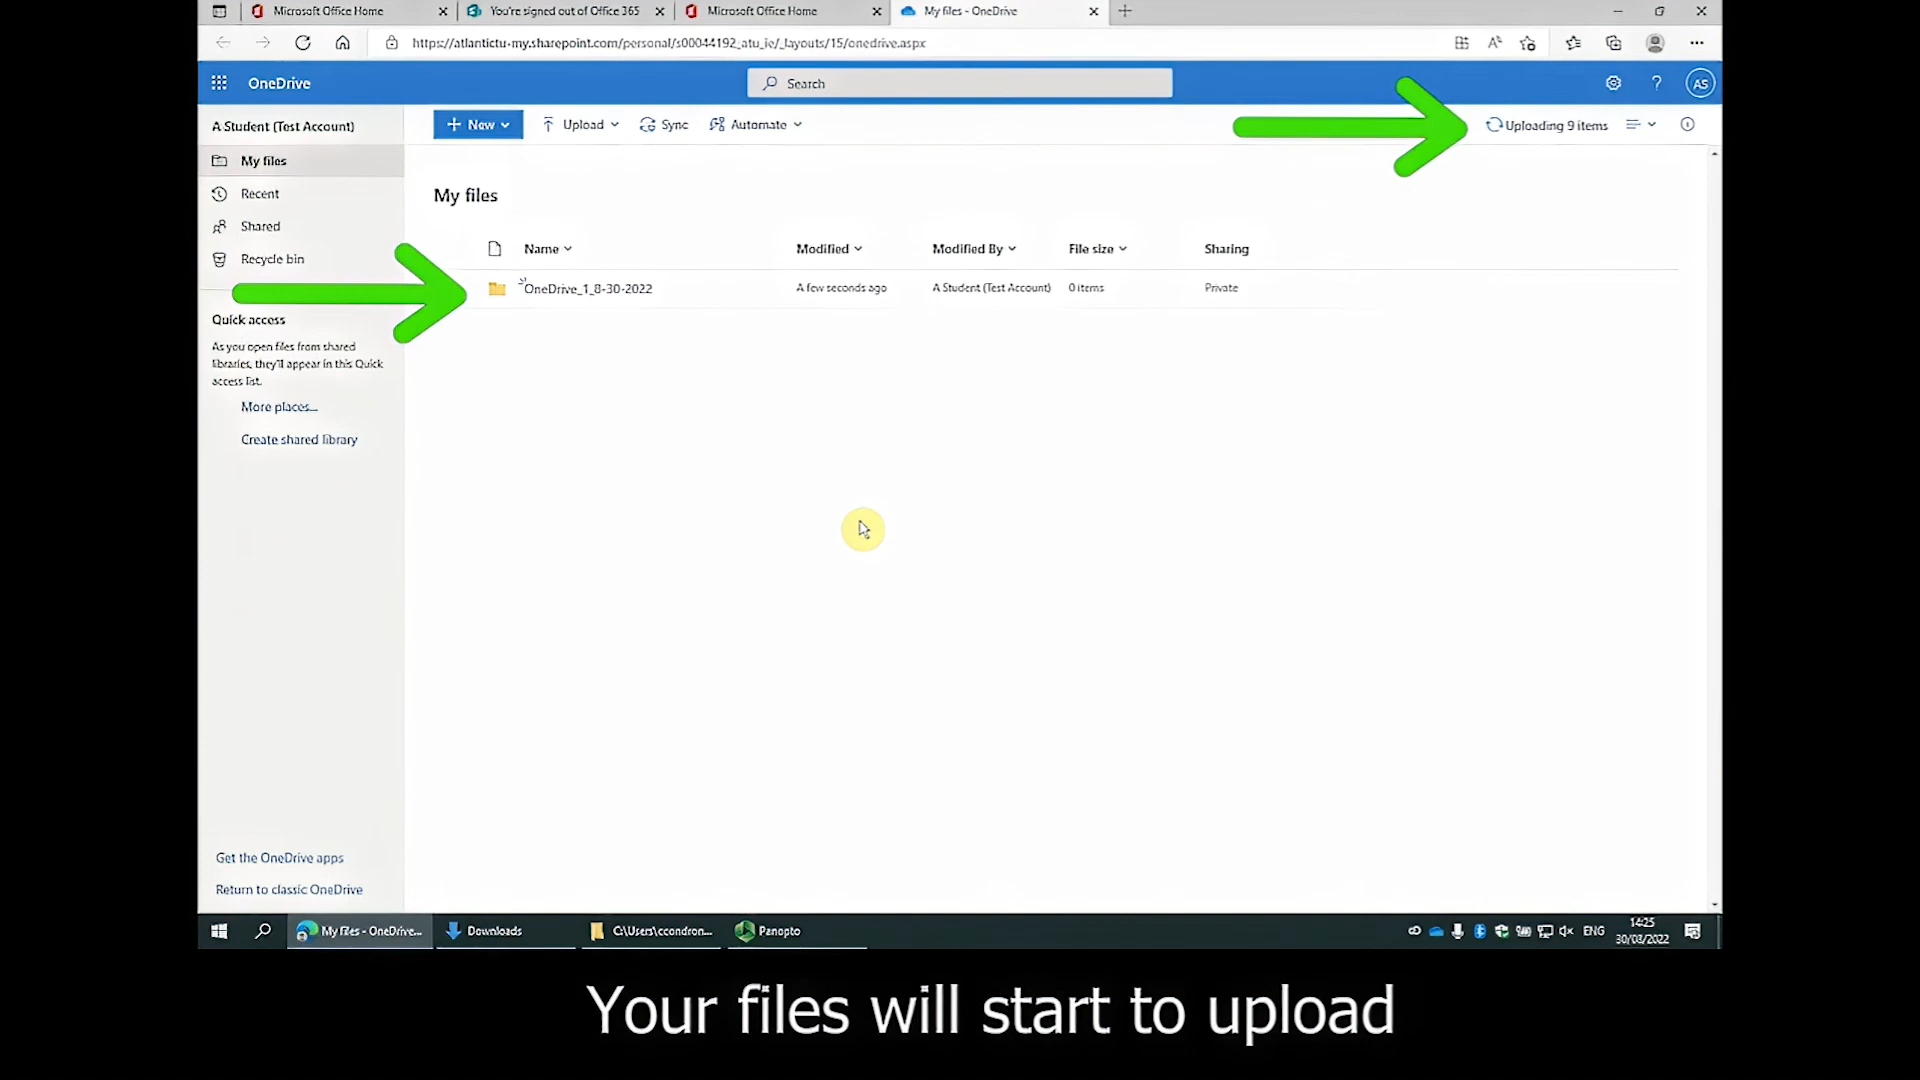 Microsoft Office Home
You're signed out of Office 365
Microsoft Office Home
My files - OneDrive
https://atlantictu-my.sharepoint.com/personal/s00044192_atu_ie/_layouts/15/onedrive.aspx
OneDrive
Search
? AS
A Student (Test Account)
New
Upload
Sync
Automate
Uploading 9 items
My files
Recent
Shared
Recycle bin
Quick access
As you open files from shared
libraries, they'll appear in this Quick
access list.
More places...
Create shared library
Get the OneDrive apps
Return to classic OneDrive
My files
Name Modified Modified By File size Sharing
OneDrive_1_8-30-2022 A few seconds ago A Student (Test Account) 0 items Private
My files - OneDrive...
Downloads
C:\Users\ccondron...
Panopto
ENG
14:25
30/08/2022
Your files will start to upload